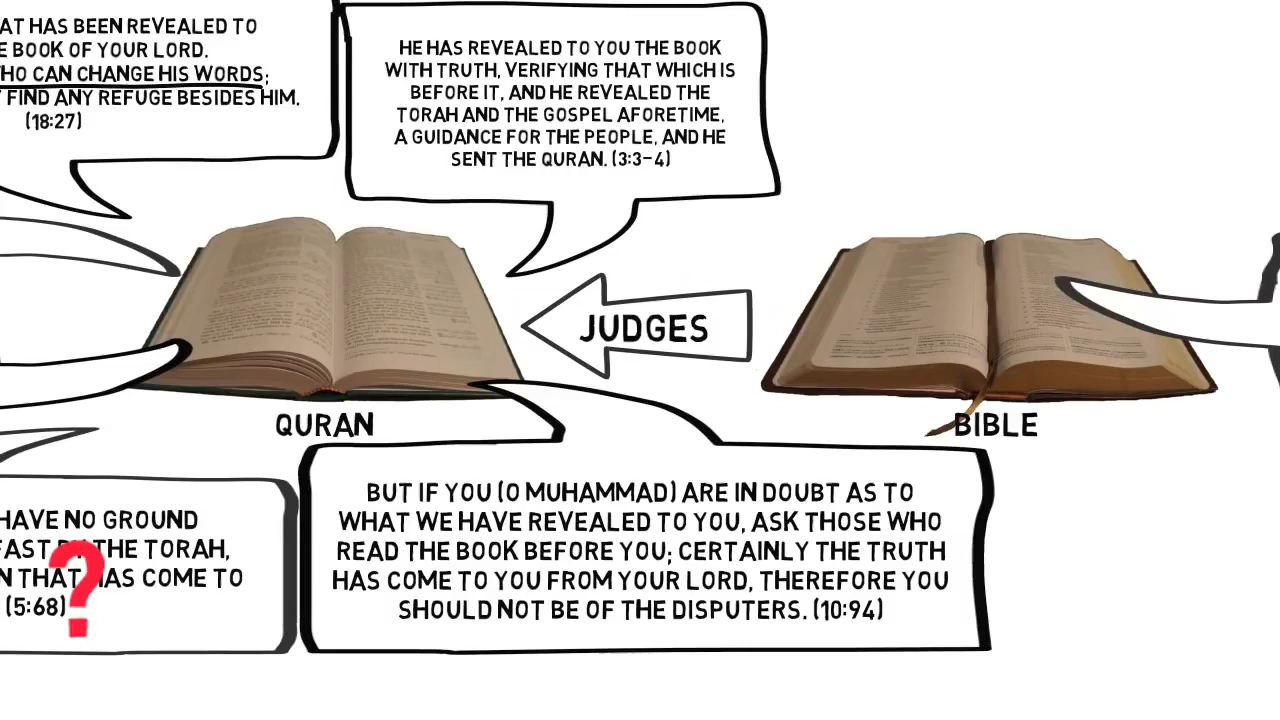 AT HAS BEEN REVEALED TO
E BOOK OF YOUR LORD.
HO CAN CHANGE HIS WORDS;
FIND ANY REFUGE BESIDES HIM.
(18:27)
HE HAS REVEALED TO YOU THE BOOK
WITH TRUTH, VERIFYING THAT WHICH IS
BEFORE IT, AND HE REVEALED THE
TORAH AND THE GOSPEL AFORETIME,
A GUIDANCE FOR THE PEOPLE, AND HE
SENT THE QURAN. (3:3-4)
JUDGES
QURAN
BIBLE
HAVE NO GROUND
FAST BY THE TORAH,
N THAT HAS COME TO
(5:68)
?
BUT IF YOU (O MUHAMMAD) ARE IN DOUBT AS TO
WHAT WE HAVE REVEALED TO YOU, ASK THOSE WHO
READ THE BOOK BEFORE YOU; CERTAINLY THE TRUTH
HAS COME TO YOU FROM YOUR LORD, THEREFORE YOU
SHOULD NOT BE OF THE DISPUTERS. (10:94)